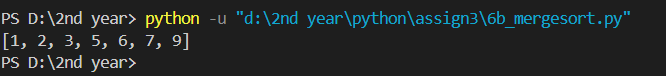 PS D:\2nd year> python -u "d:\2nd year\python\assign3\6b_mergesort.py"
[1, 2, 3, 5, 6, 7, 9]
PS D:\2nd year>